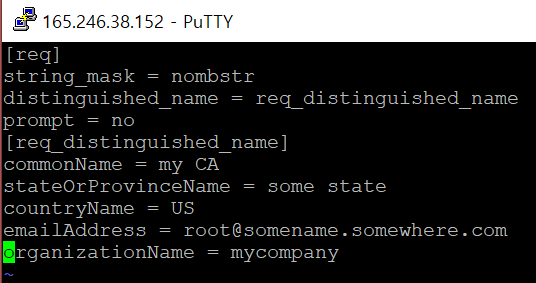 165.246.38.152 - PuTTY
[req]
string_mask = nombstr
distinguished_name = req_distinguished_name
prompt = no
[req_distinguished_name]
commonName = my CA
stateOrProvinceName = some state
countryName = US
emailAddress = root@somename.somewhere.com
organizationName = mycompany
~